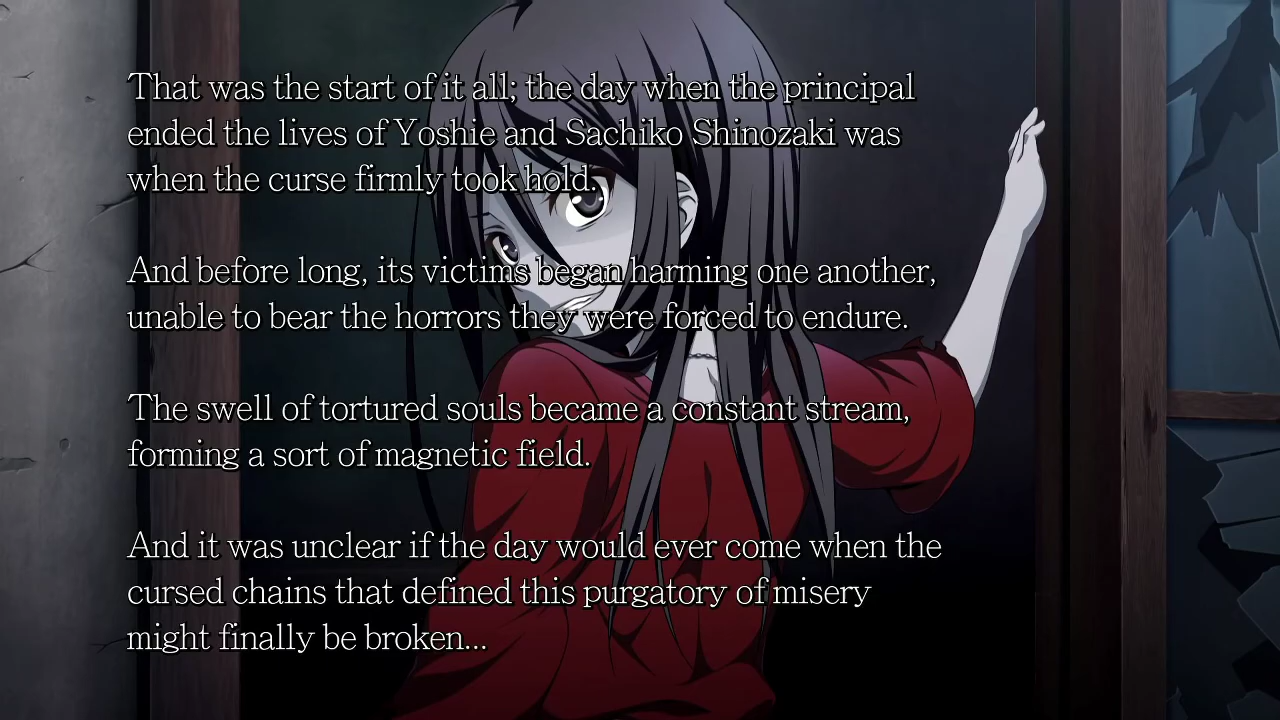 That was the start of it all; the day when the principal
ended the lives of Yoshie and Sachiko Shinozaki was
when the curse firmly took hold.
And before long, its victims began harming one another,
unable to bear the horrors they were forced to endure.
The swell of tortured souls became a constant stream,
forming a sort of magnetic field.
And it was unclear if the day would ever come when the
cursed chains that defined this purgatory of misery
might finally be broken...